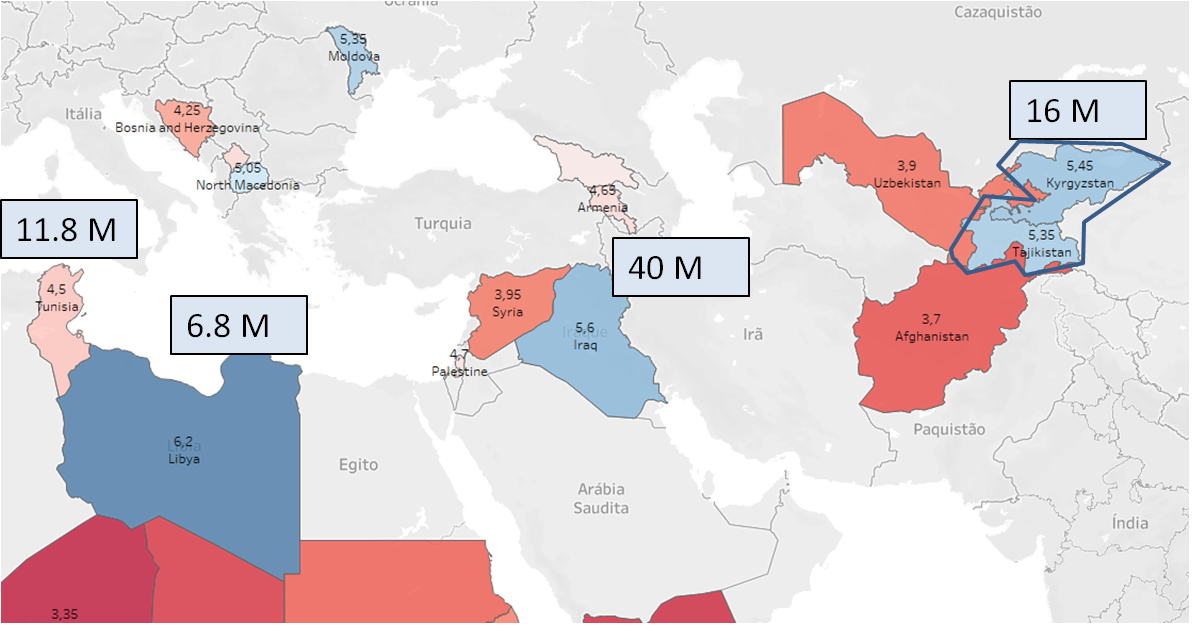 Ucrânia
Cazaquistão
5,35
Moldova
16 M
Itália
4,25
Bosnia and Herzegovina
5,05
North Macedonia
3,9
Uzbekistan
5,45
Kyrgyzstan
4,65
Armenia
11.8 M
Turquia
5,35
Tajikistan
40 M
4,5
Tunisia
3,95
Syria
6.8 M
5,6
Iraq
Irã
3,7
Afghanistan
4,7
Palestine
Paquistão
6,2
Libya
Egito
Arábia
Saudita
Índia
3,35